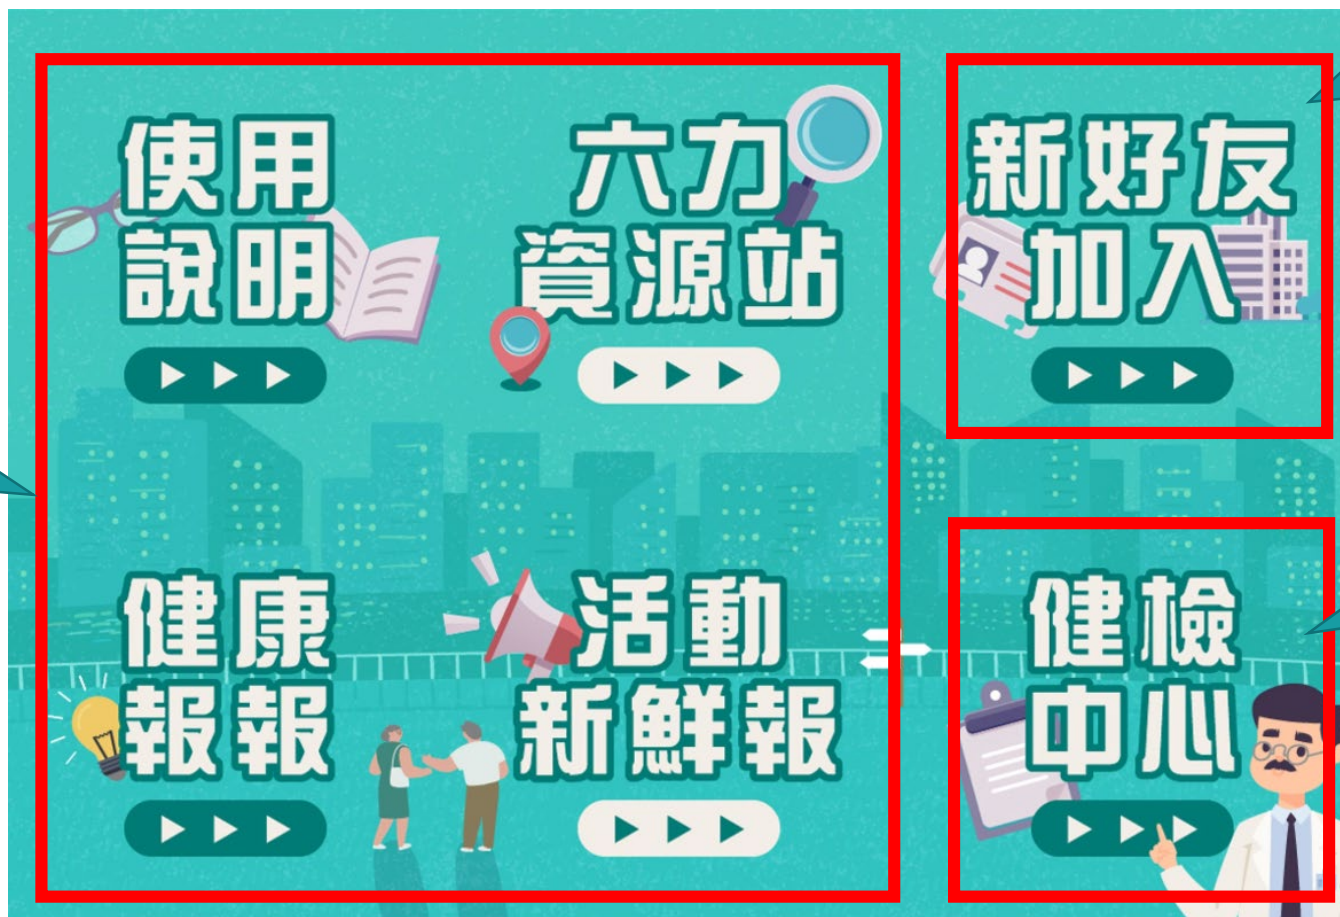 使用
說明
六力
資源站
新好友
加入
健康
報報
活動
新鮮報
健檢
中心